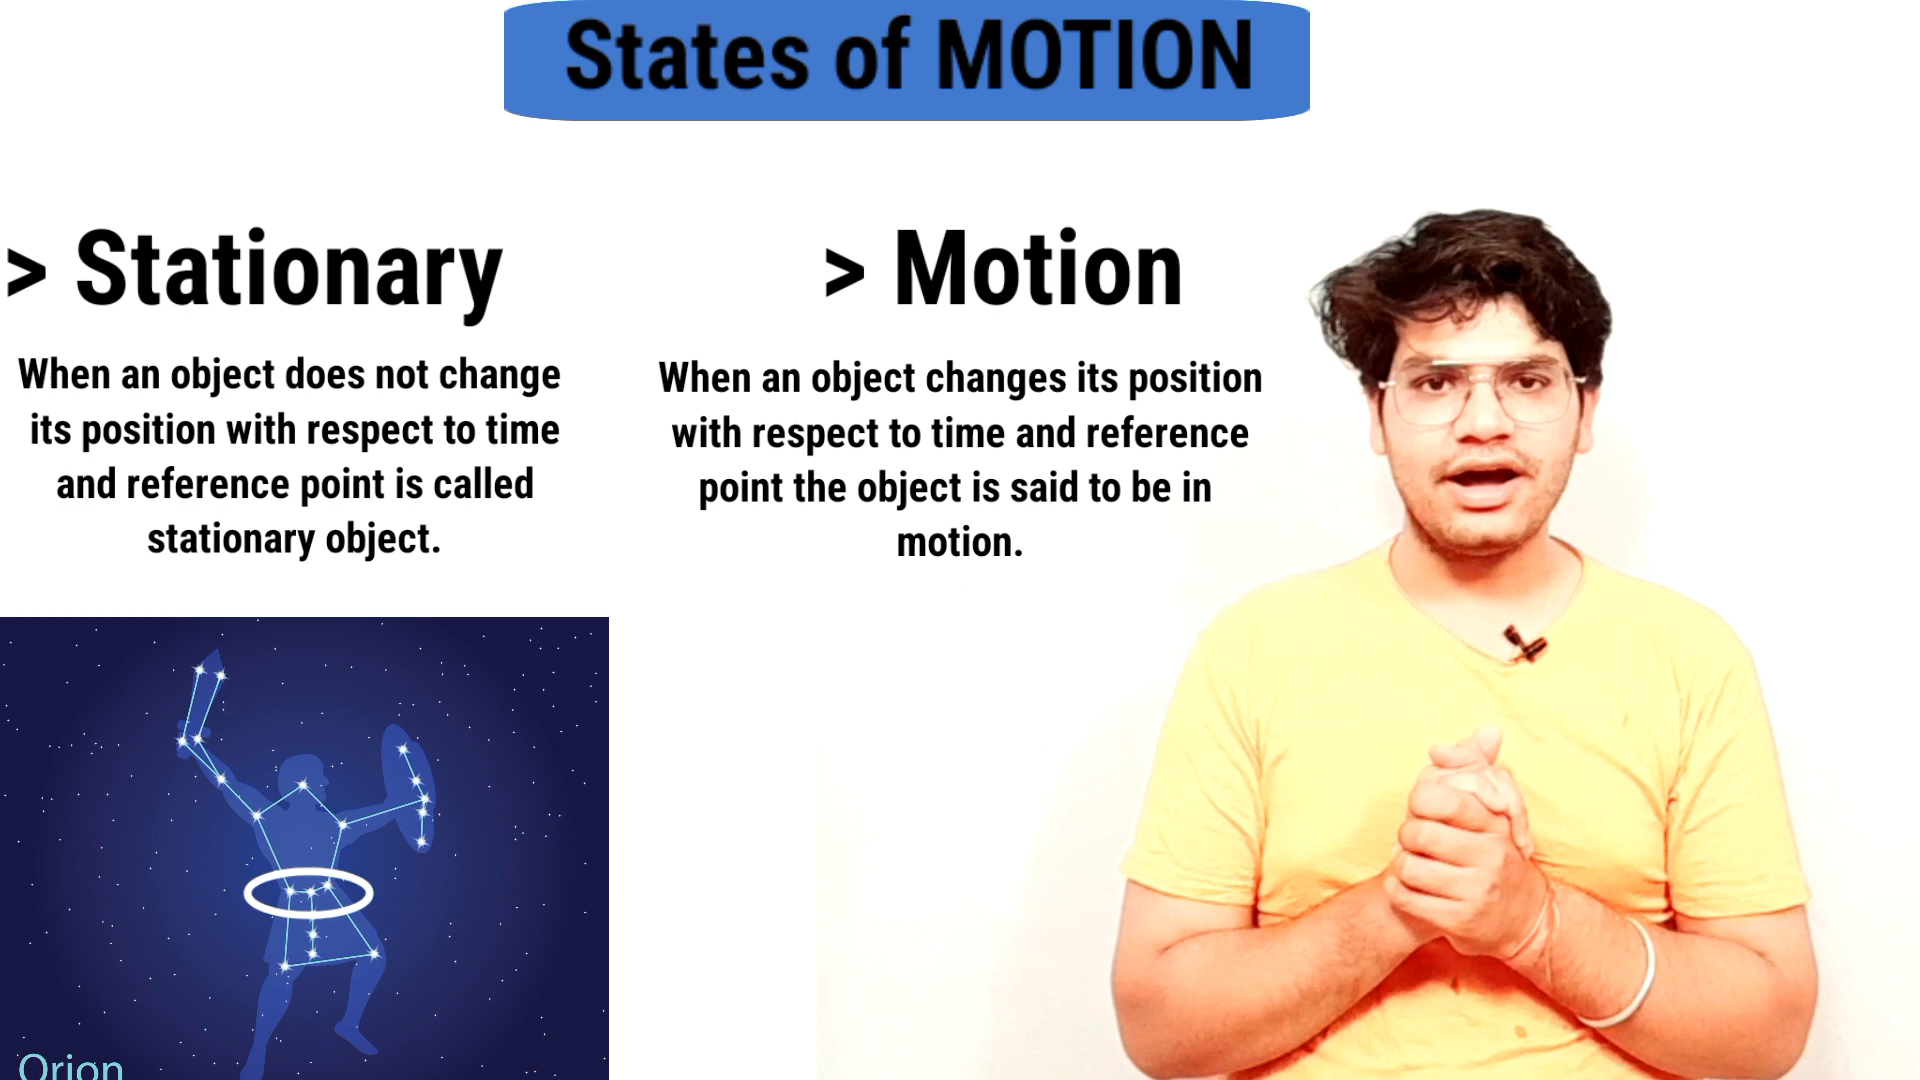 States of MOTION
> Stationary
When an object does not change
its position with respect to time
and reference point is called
stationary object.
> Motion
When an object changes its position
with respect to time and reference
point the object is said to be in
motion.
Orion